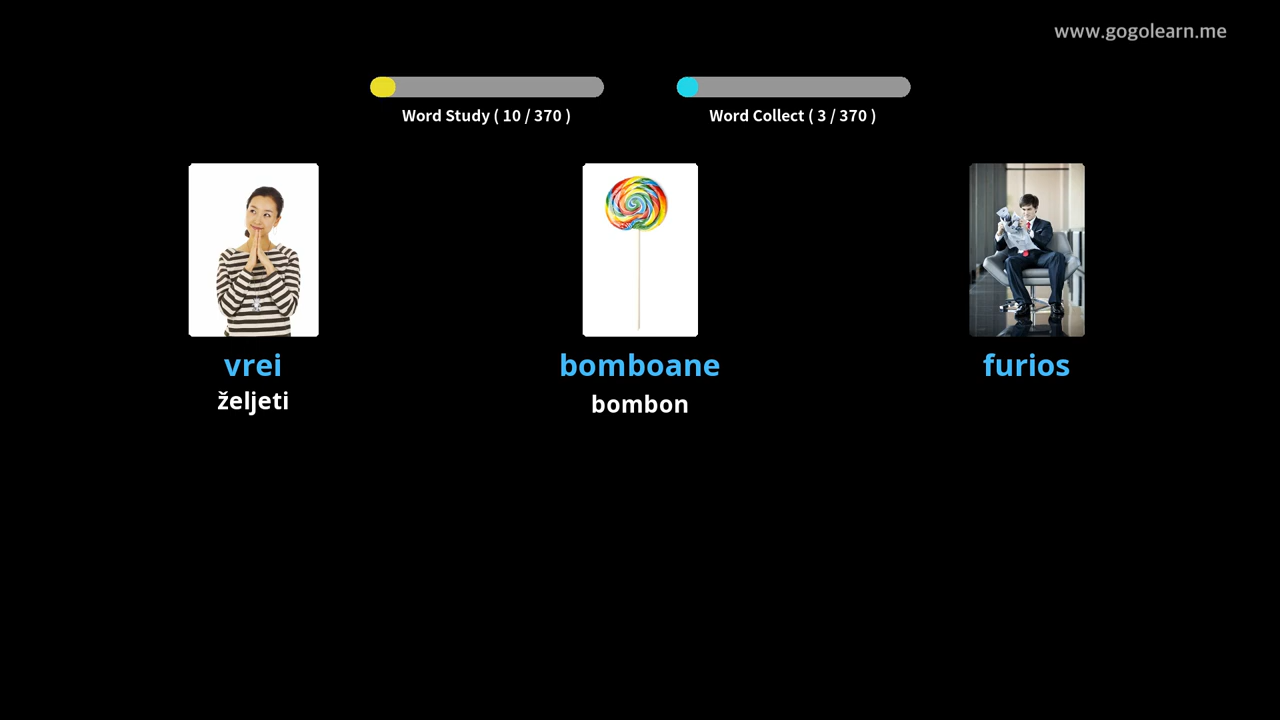 www.gogolearn.me
Word Study ( 10 / 370 )
Word Collect ( 3 / 370 )
vrei
željeti
bomboane
bombon
furios